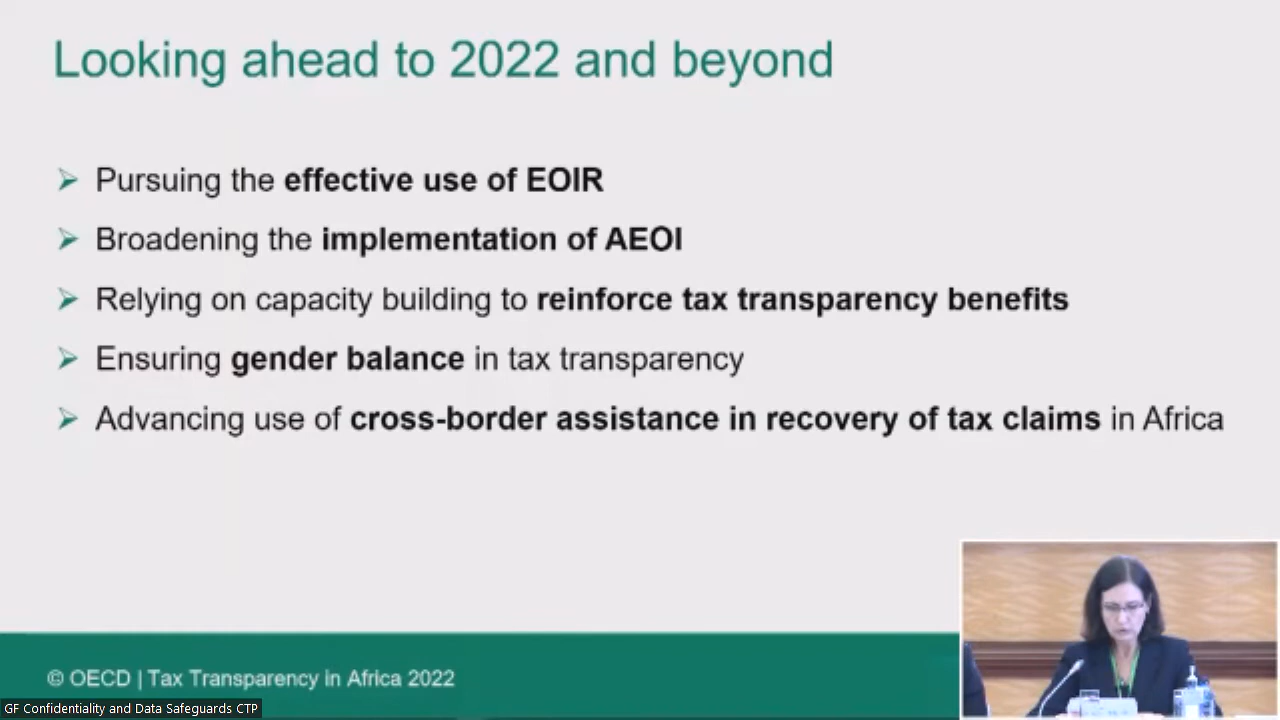 Looking ahead to 2022 and beyond
➢ Pursuing the effective use of EOIR
➢ Broadening the implementation of AEOI
➢ Relying on capacity building to reinforce tax transparency benefits
➢ Ensuring gender balance in tax transparency
➢ Advancing use of cross-border assistance in recovery of tax claims in Africa
© OECD | Tax Transparency in Africa 2022
GF Confidentiality and Data Safeguards CTP